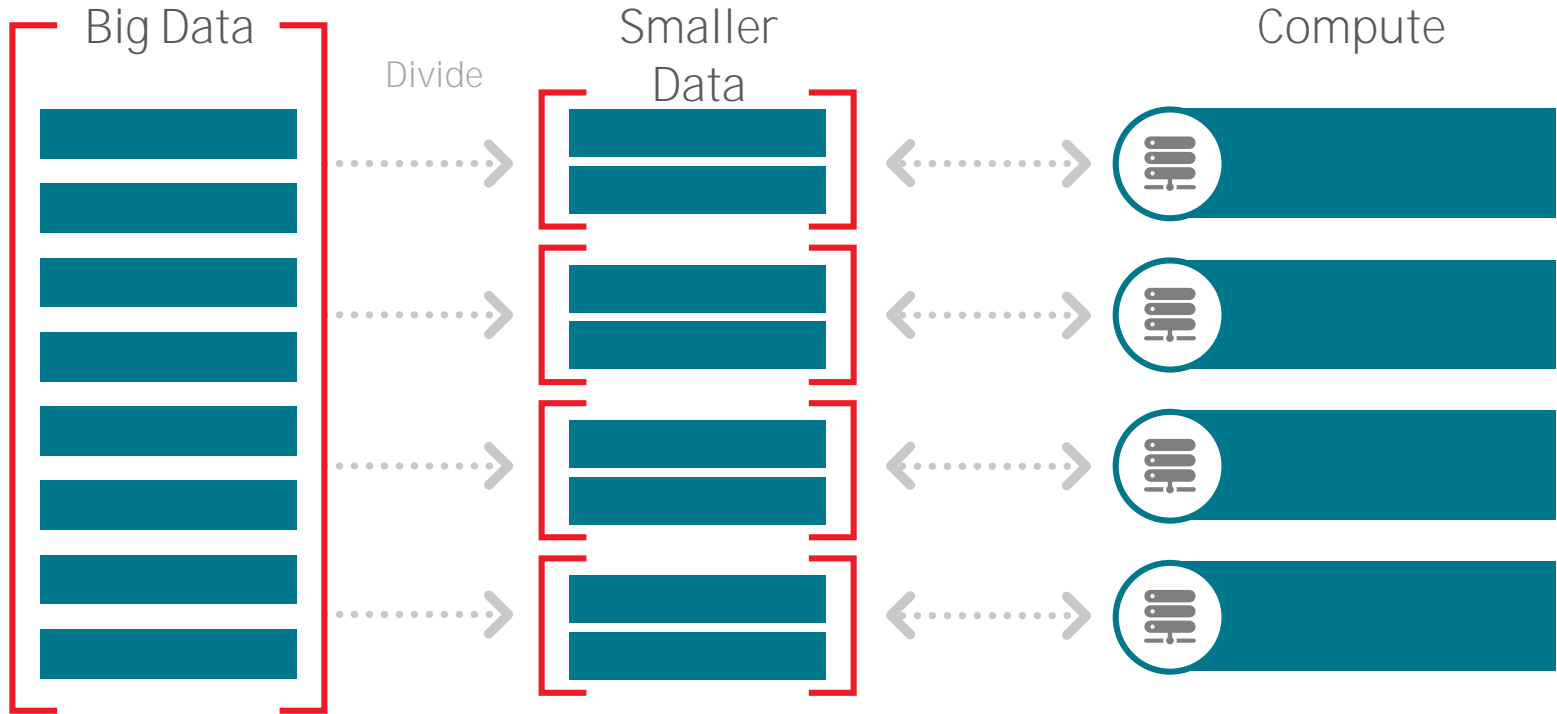 Big Data
Divide
Smaller
Data
Compute